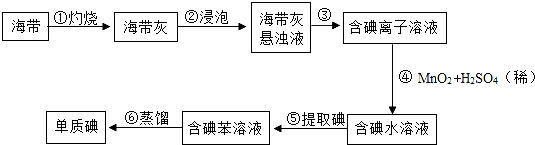 海带
①灼烧
海带灰
②浸泡
海带灰
悬浊液
③
含碘离子溶液
④ MnO₂+H₂SO₄（稀）
单质碘
⑥蒸馏
含碘苯溶液
⑤提取碘
含碘水溶液